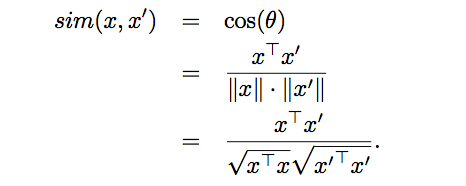 sim(x, x′) = cos(θ)
= x⊤x′ / ‖x‖ · ‖x′‖
= x⊤x′ / √x⊤x √x′⊤x′ .